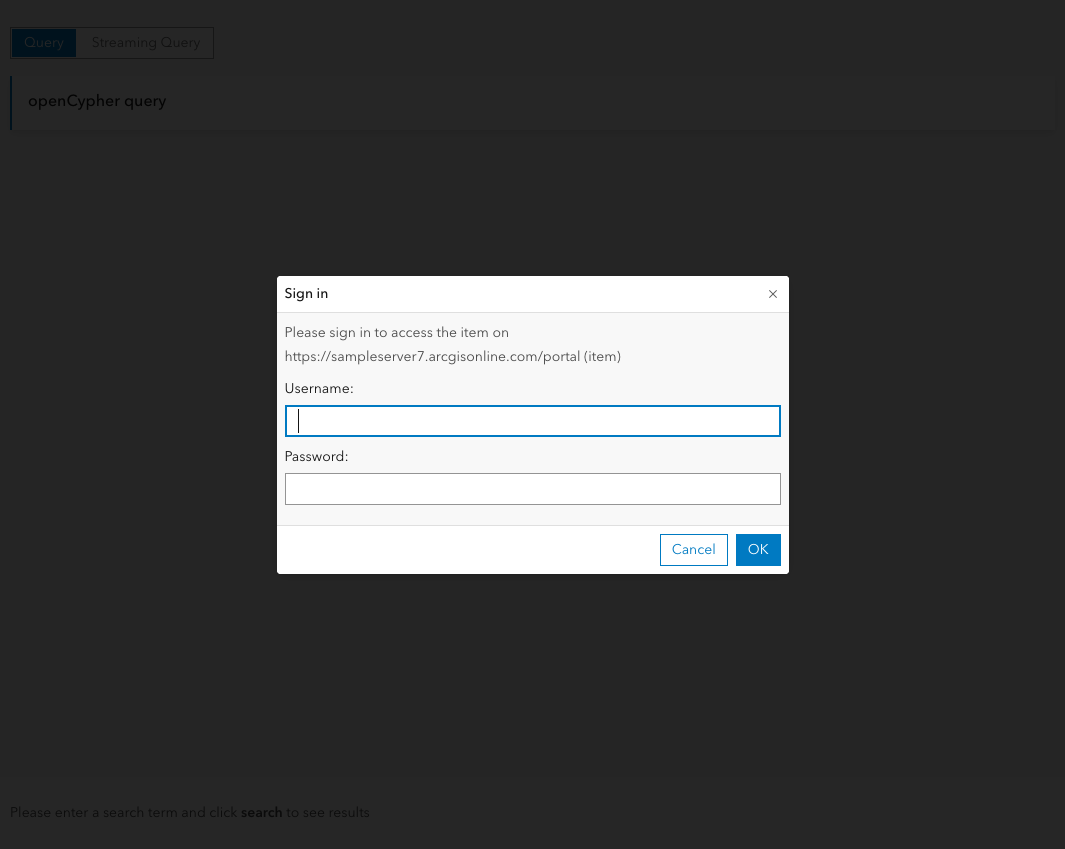 Query Streaming Query
openCypher query
Sign in
Please sign in to access the item on
https://sampleserver7.arcgisonline.com/portal (item)
Username:
Password:
Cancel OK
Please enter a search term and click search to see results